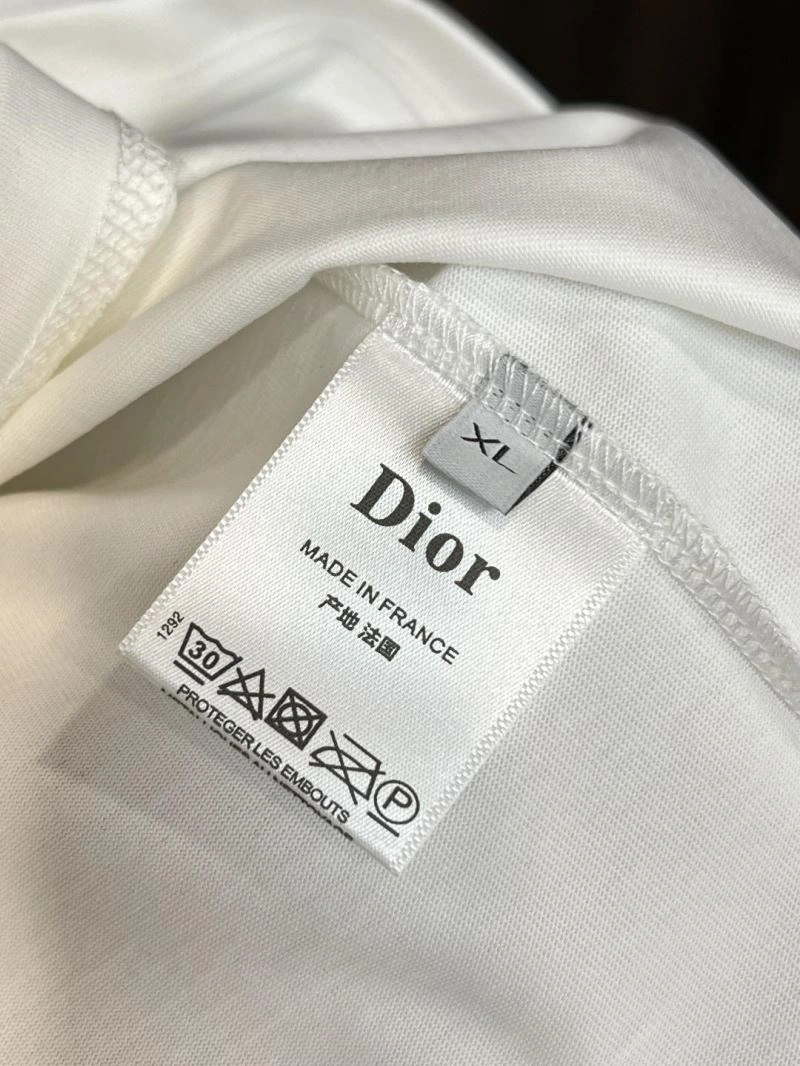 XL
Dior
MADE IN FRANCE
产地 法国
1292
30
P
PROTEGER LES EMBOUTS